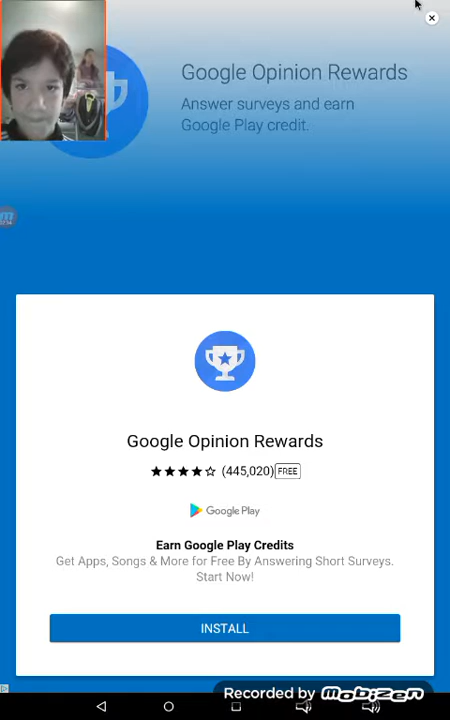 Google Opinion Rewards
Answer surveys and earn
Google Play credit.
Google Opinion Rewards
(445,020) FREE
Google Play
Earn Google Play Credits
Get Apps, Songs & More for Free By Answering Short Surveys.
Start Now!
INSTALL
Recorded by Mobizen